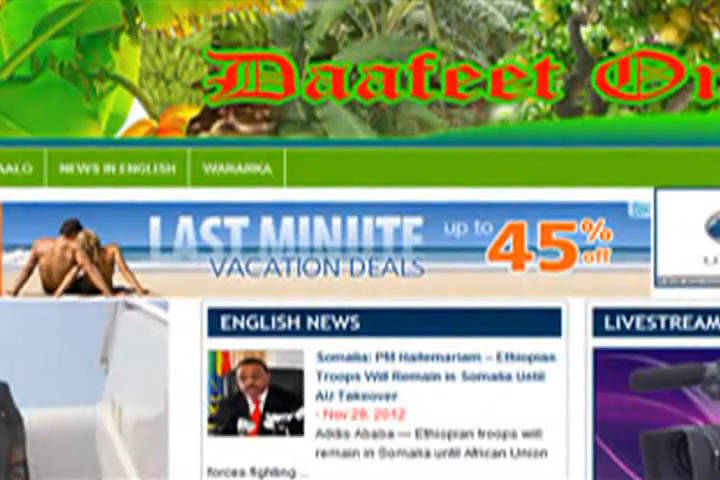 Daafeet On
AALO NEWS IN ENGLISH WARARKA
LAST MINUTE
VACATION DEALS
up to 45% off
ENGLISH NEWS
LIVESTREAM
Somalia: PM Hailemariam – Ethiopian
Troops Will Remain in Somalia Until
AU Takeover
- Nov 28, 2012
Addis Ababa — Ethiopian troops will
remain in Somalia until African Union
forces fighting ...